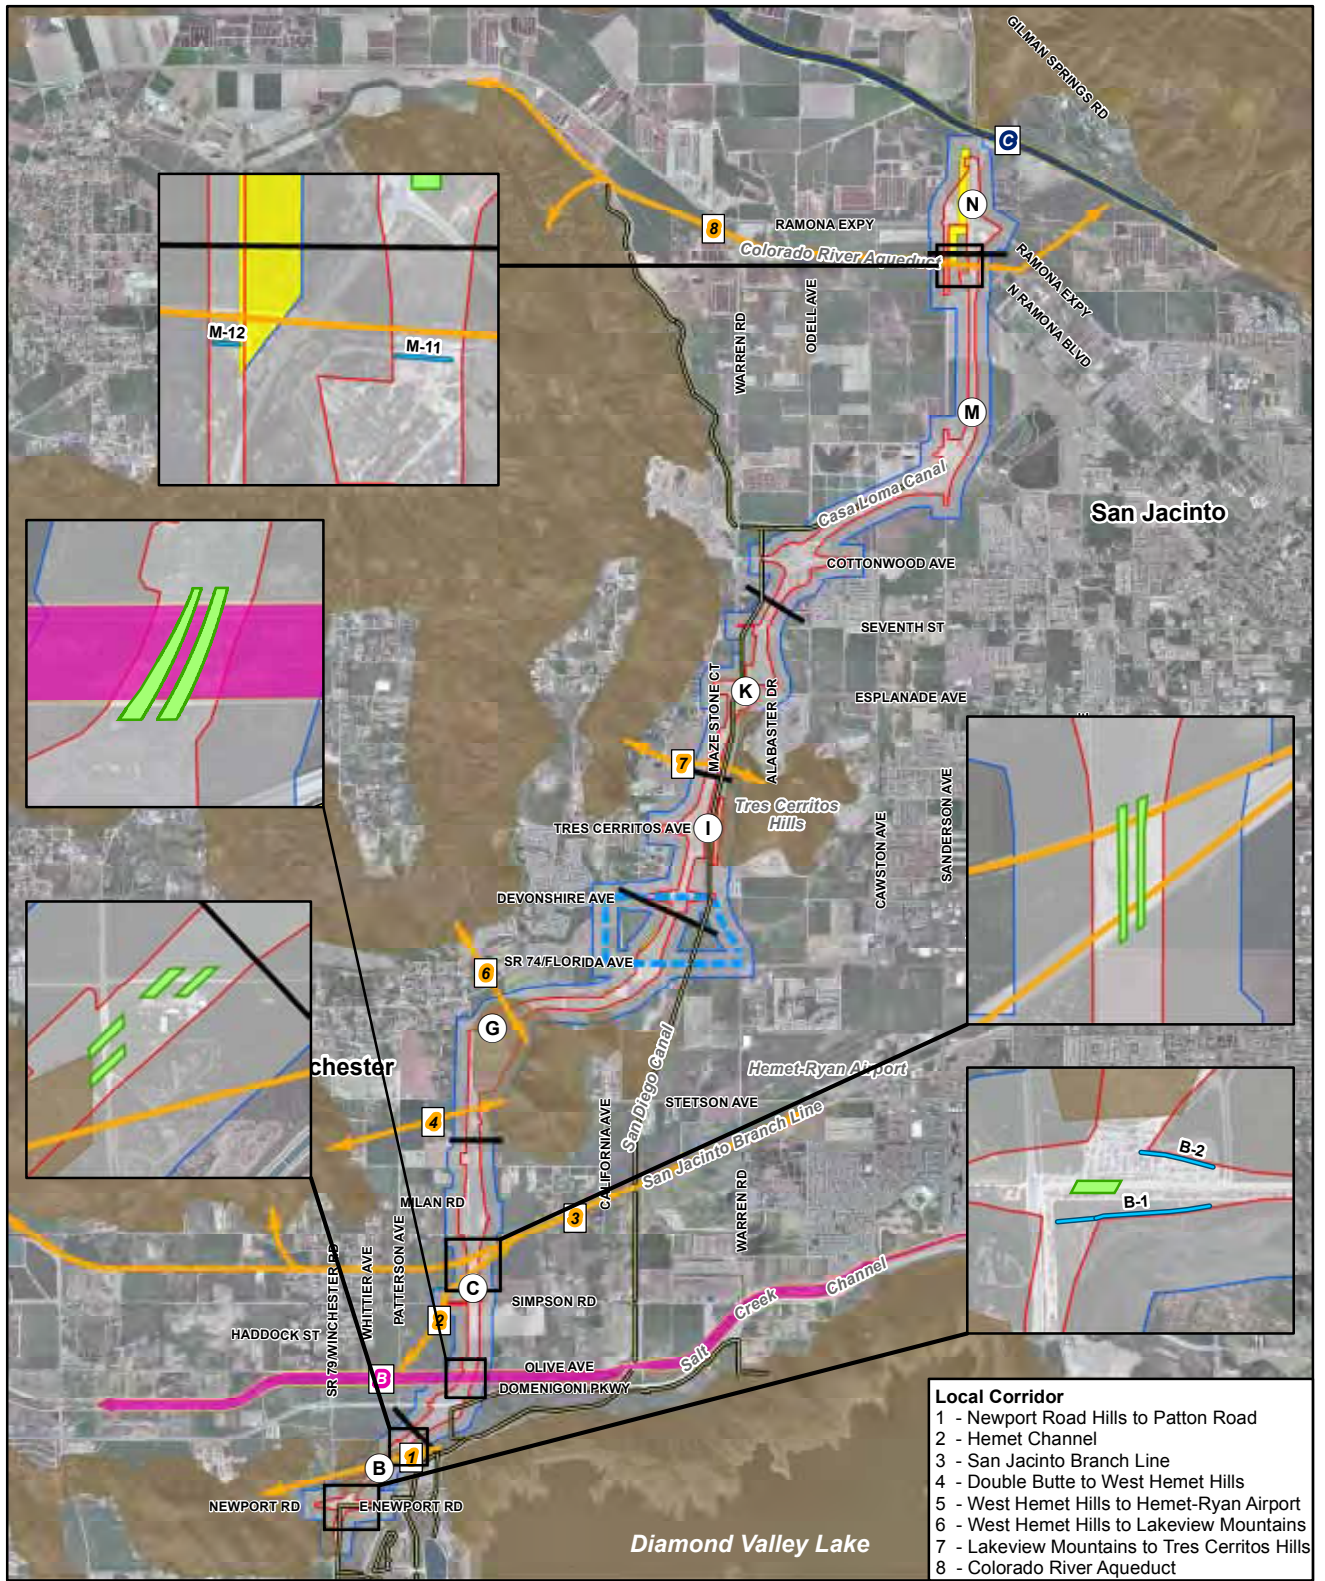 GILMAN SPRINGS RD
C
N
8
RAMONA EXPY
Colorado River Aqueduct
RAMONA EXPY
N RAMONA BLVD
ODELL AVE
WARREN RD
M-12
M-11
M
Casa Loma Canal
San Jacinto
COTTONWOOD AVE
SEVENTH ST
K
ESPLANADE AVE
MAZE STONE CT
ALABASTER DR
7
Tres Cerritos
Hills
TRES CERRITOS AVE
I
CAWSTON AVE
SANDERSON AVE
DEVONSHIRE AVE
SR 74/FLORIDA AVE
6
G
chester
San Diego Canal
Hemet-Ryan Airport
STETSON AVE
San Jacinto Branch Line
4
CALIFORNIA AVE
WARREN RD
MILAN RD
3
B-2
B-1
SR 79/WINCHESTER RD
WHITTIER AVE
PATTERSON AVE
C
SIMPSON RD
2
HADDOCK ST
Salt
Creek
Channel
OLIVE AVE
B
DOMENIGONI PKWY
1
B
NEWPORT RD
E NEWPORT RD
Diamond Valley Lake
Local Corridor
1 - Newport Road Hills to Patton Road
2 - Hemet Channel
3 - San Jacinto Branch Line
4 - Double Butte to West Hemet Hills
5 - West Hemet Hills to Hemet-Ryan Airport
6 - West Hemet Hills to Lakeview Mountains
7 - Lakeview Mountains to Tres Cerritos Hills
8 - Colorado River Aqueduct